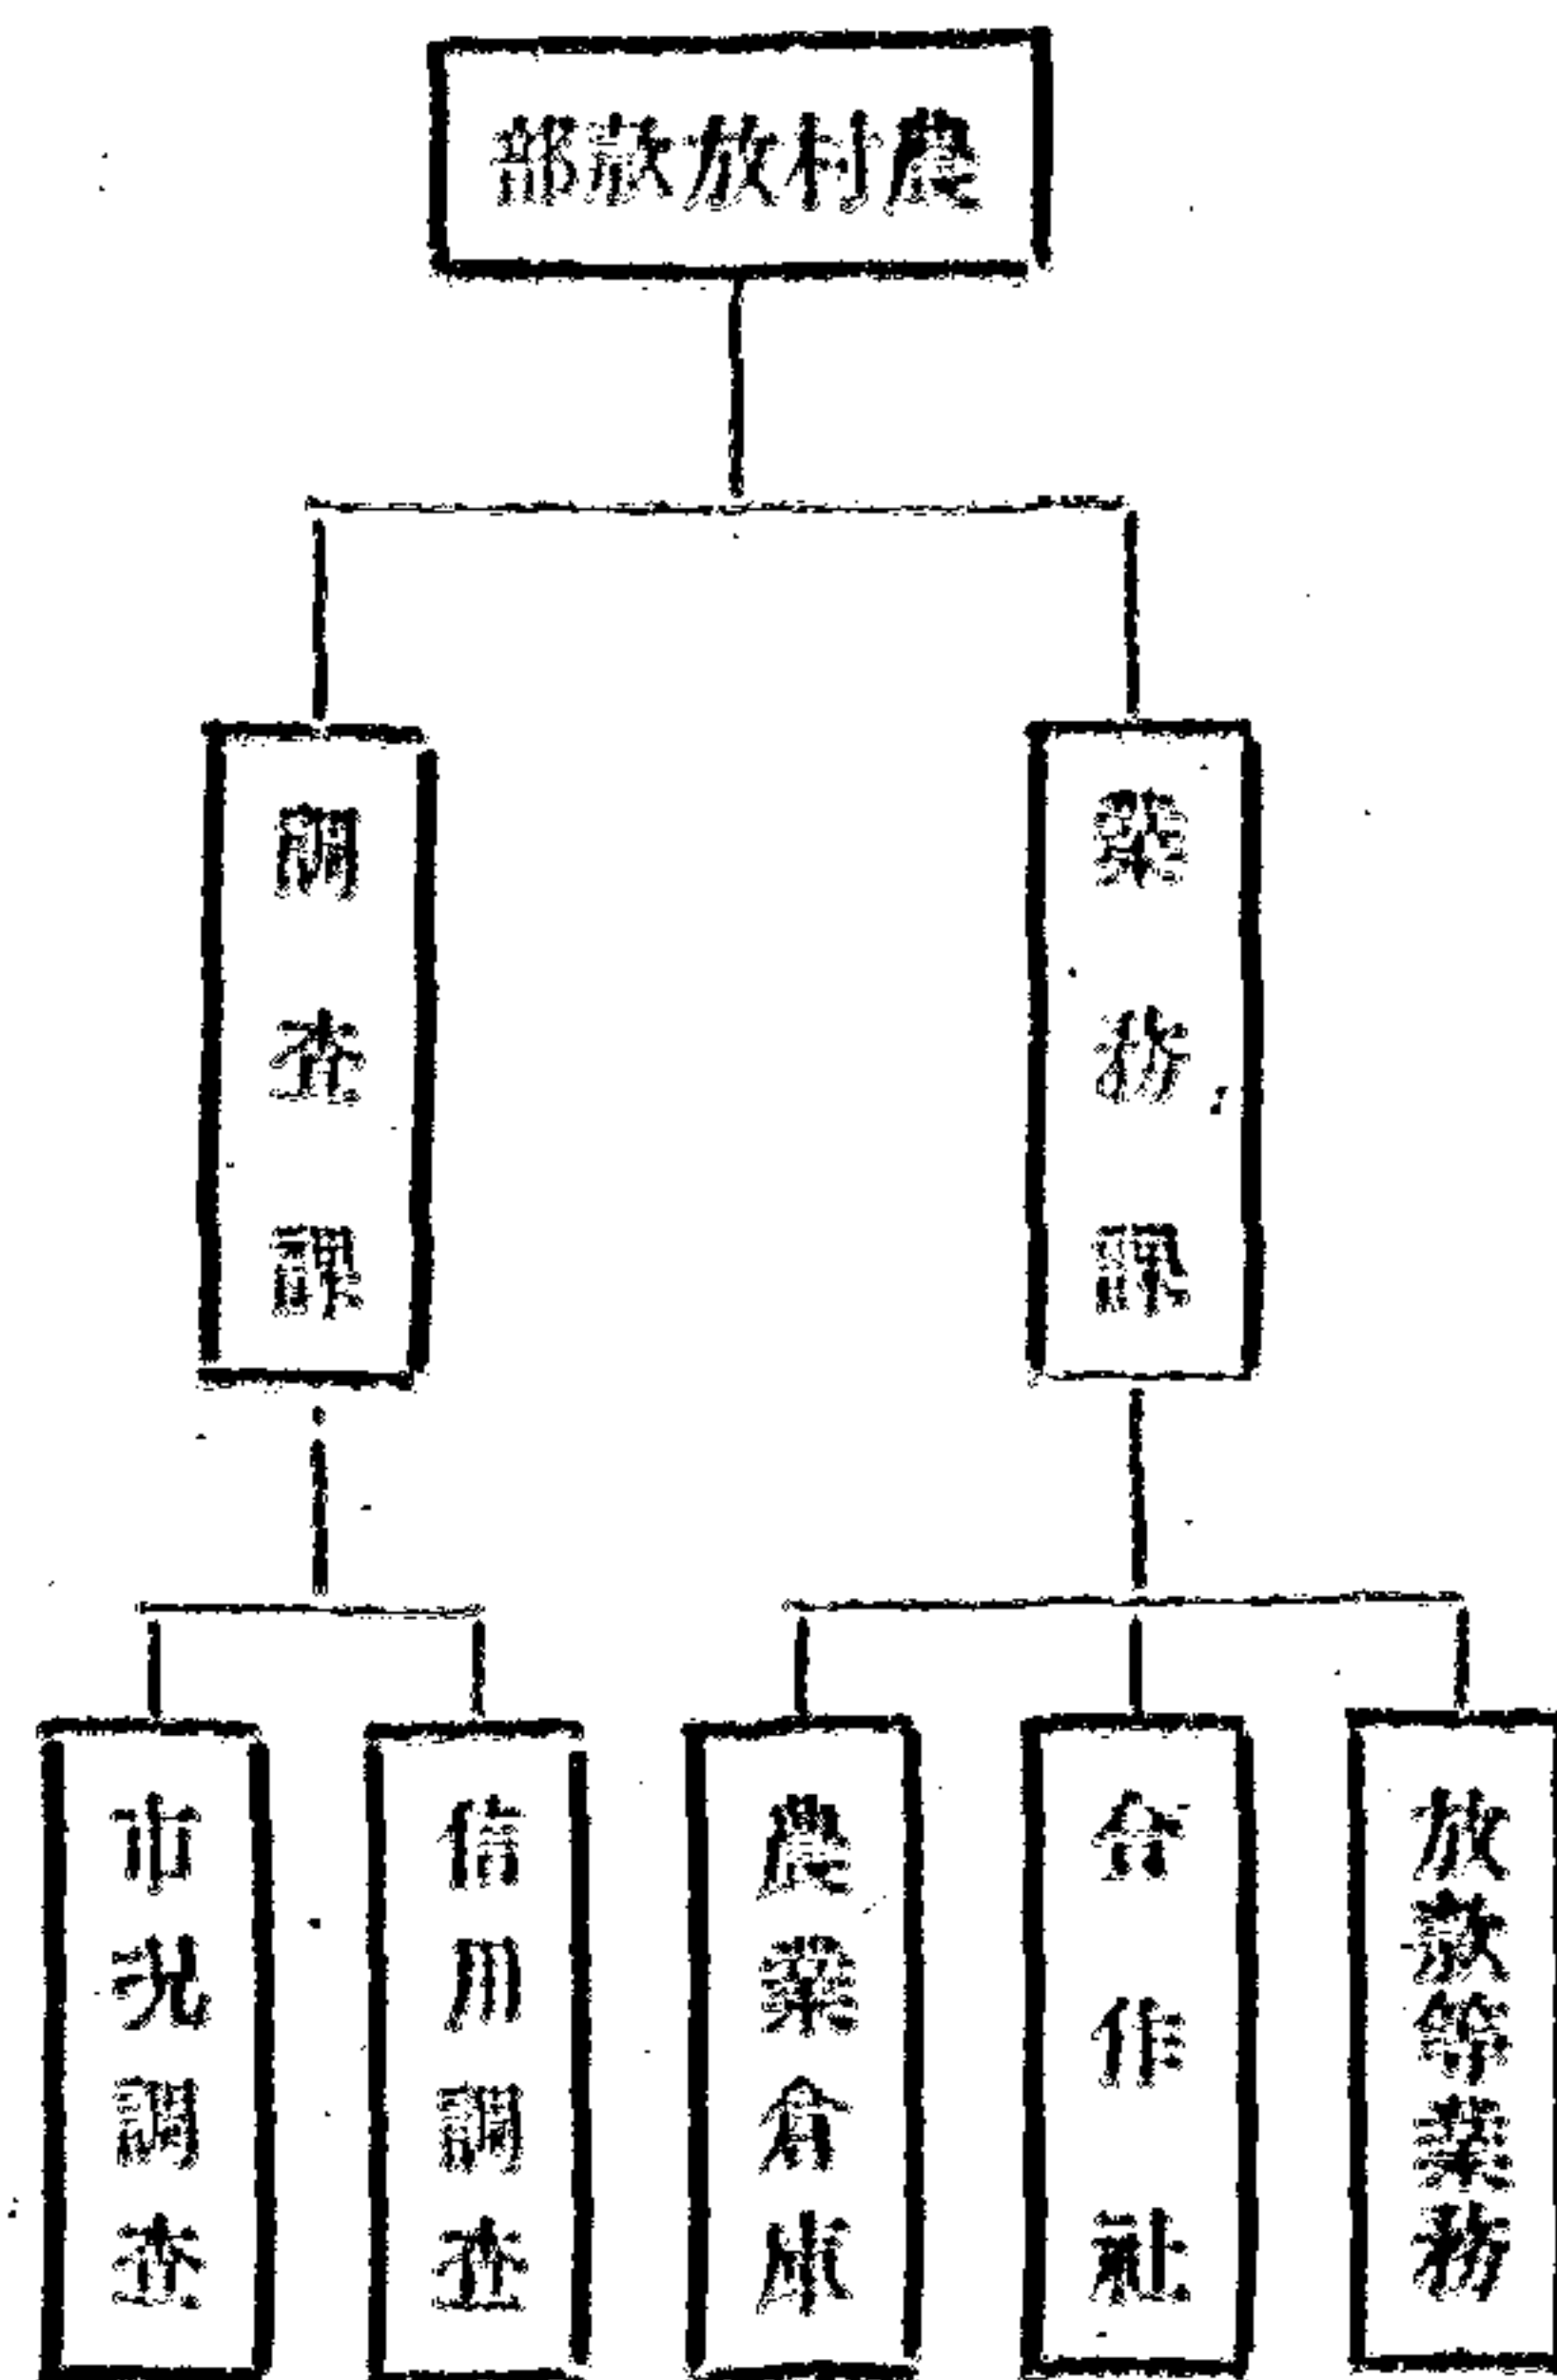 農村放款部
業務課
調查課
放款等業務
合作社
農業倉庫
信用調查
市况調查